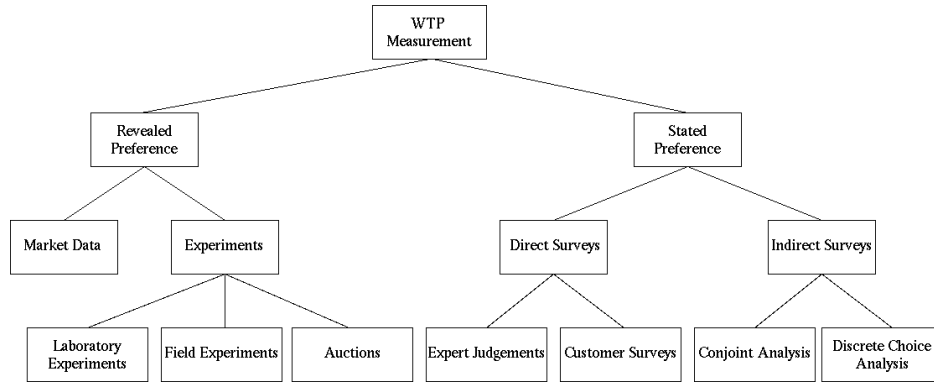 WTP
Measurement
Revealed
Preference
Stated
Preference
Market Data
Experiments
Direct Surveys
Indirect Surveys
Laboratory
Experiments
Field Experiments
Auctions
Expert Judgements
Customer Surveys
Conjoint Analysis
Discrete Choice
Analysis